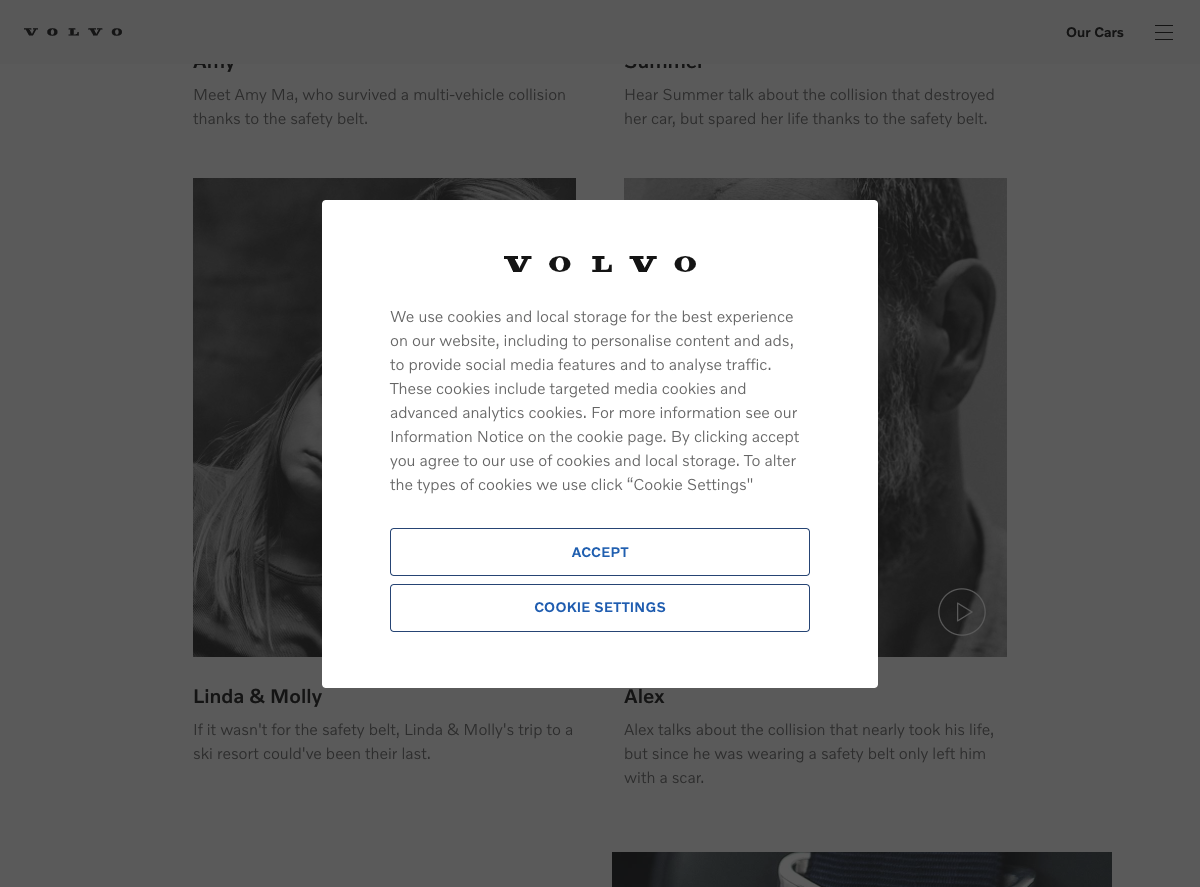 VOLVO
Our Cars
Amy
Summer
Meet Amy Ma, who survived a multi-vehicle collision
thanks to the safety belt.
Hear Summer talk about the collision that destroyed
her car, but spared her life thanks to the safety belt.
VOLVO
We use cookies and local storage for the best experience
on our website, including to personalise content and ads,
to provide social media features and to analyse traffic.
These cookies include targeted media cookies and
advanced analytics cookies. For more information see our
Information Notice on the cookie page. By clicking accept
you agree to our use of cookies and local storage. To alter
the types of cookies we use click “Cookie Settings"
ACCEPT
COOKIE SETTINGS
Linda & Molly
If it wasn't for the safety belt, Linda & Molly's trip to a
ski resort could've been their last.
Alex
Alex talks about the collision that nearly took his life,
but since he was wearing a safety belt only left him
with a scar.